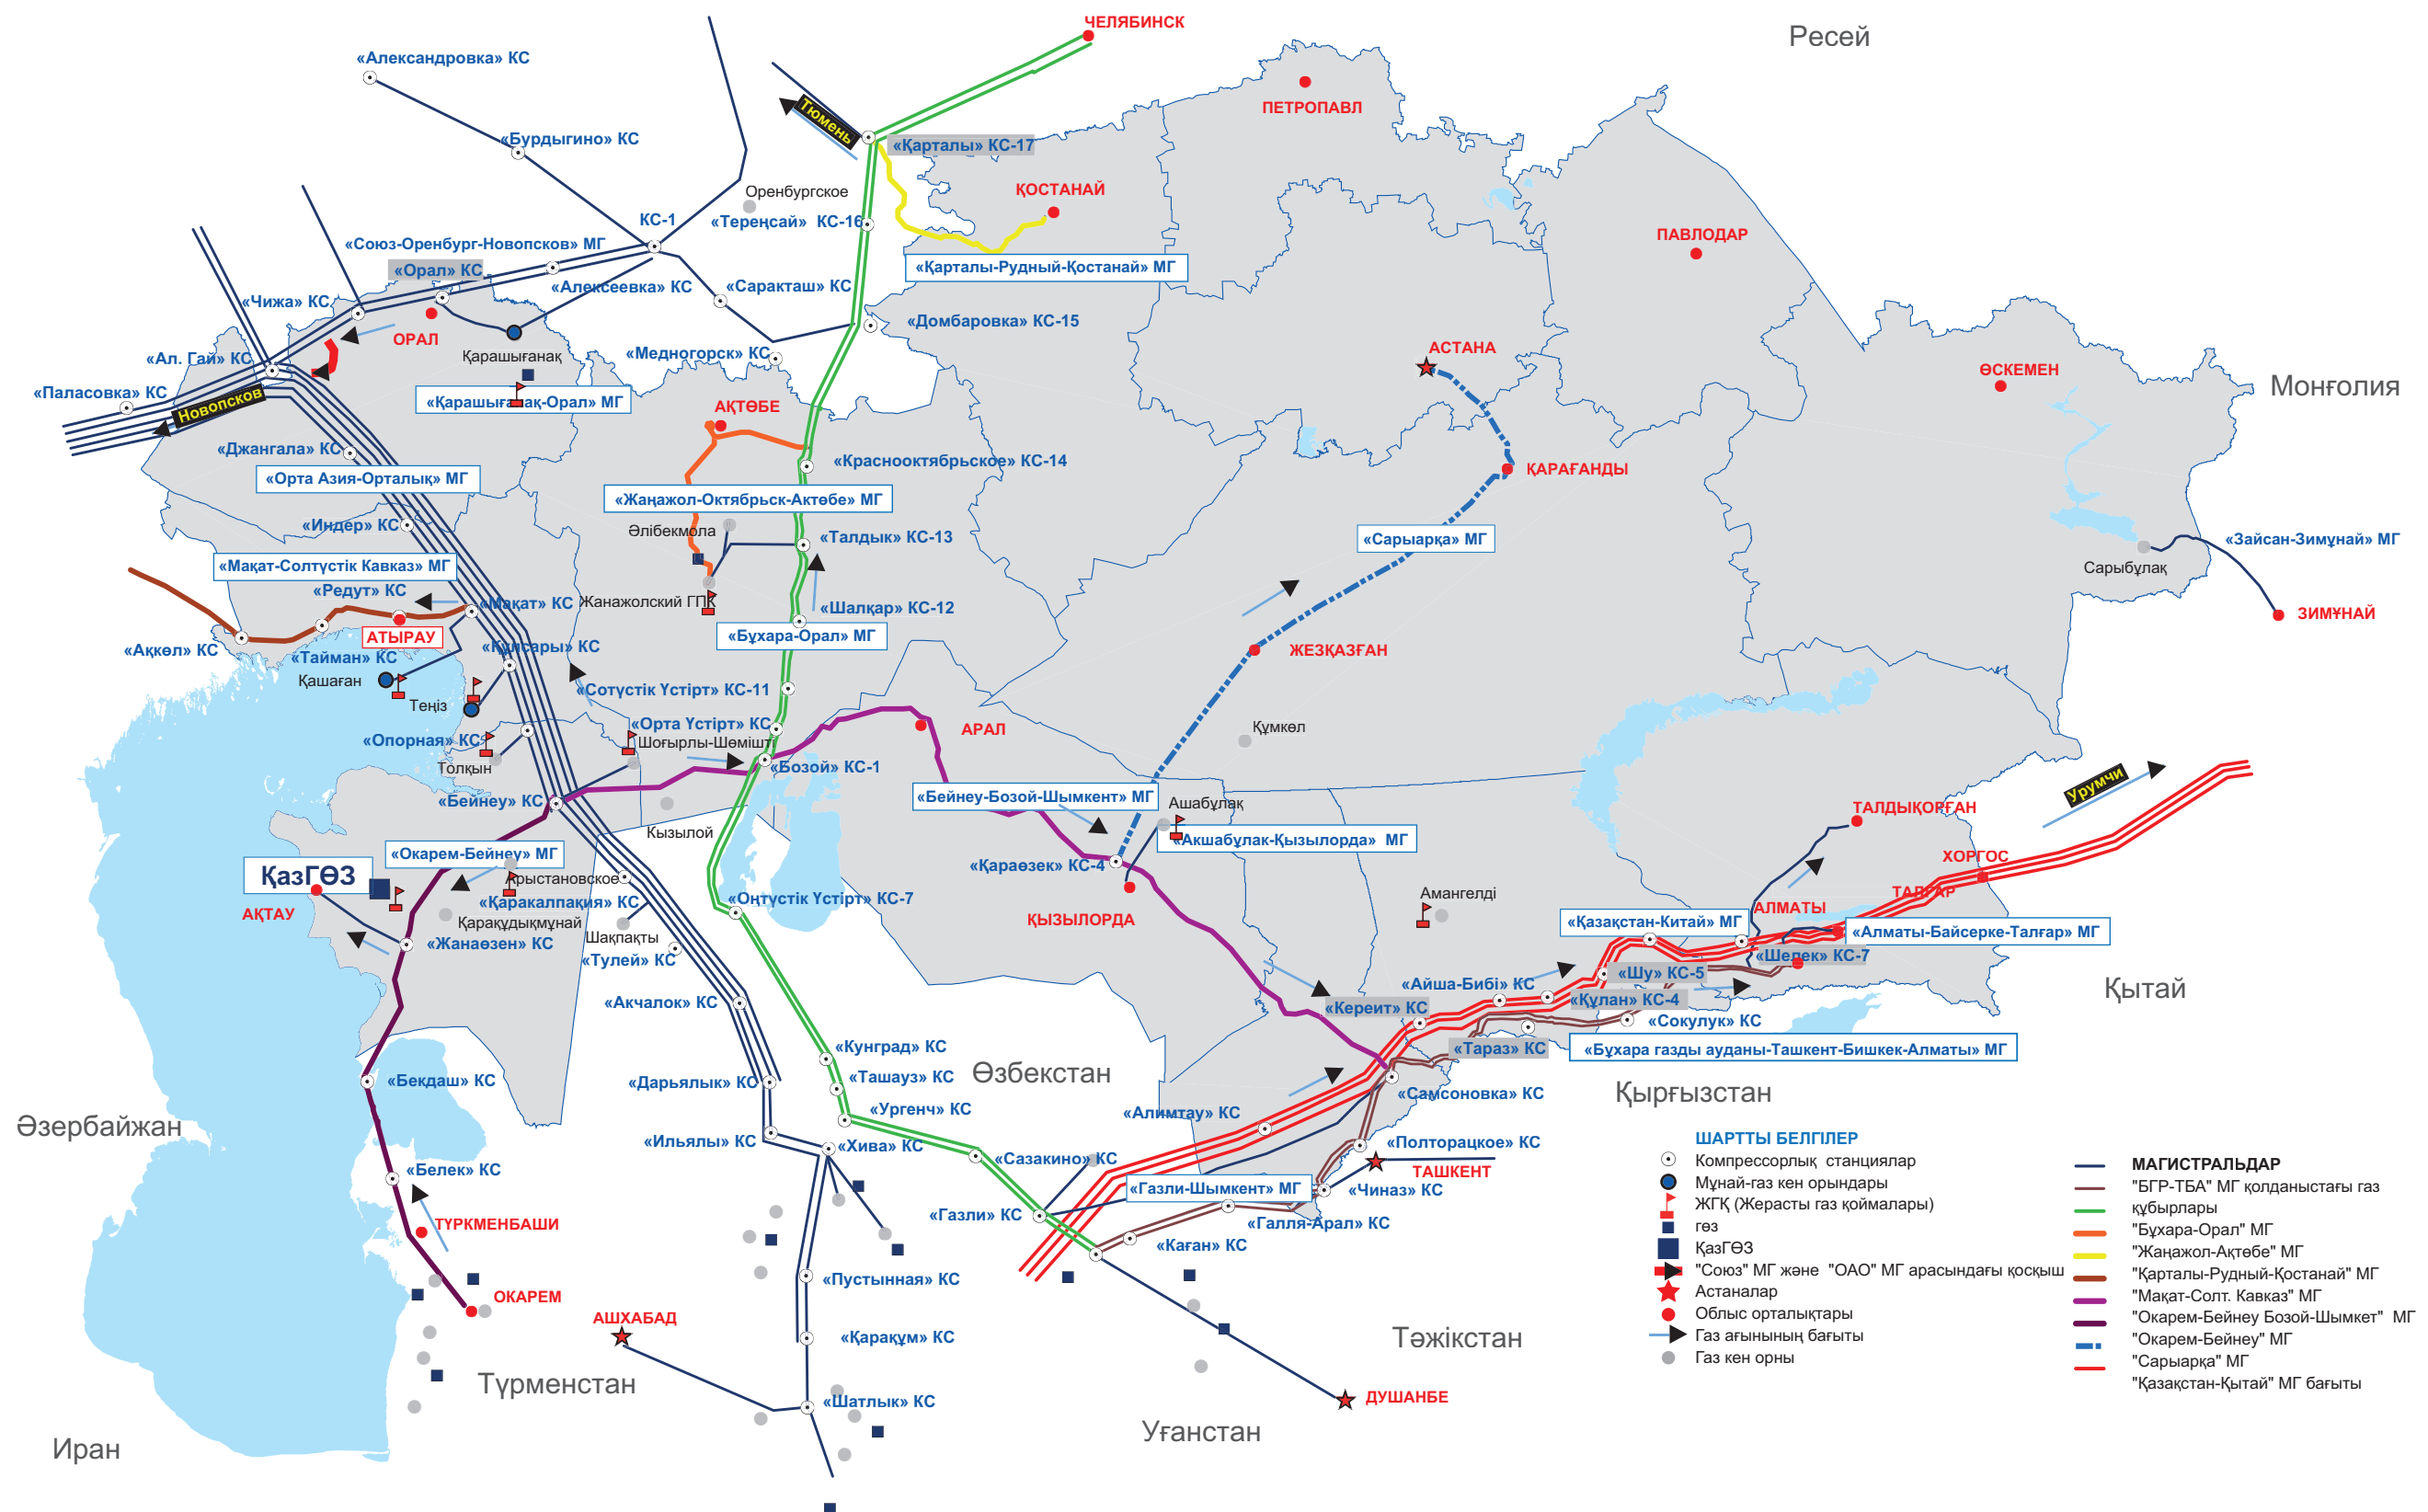 ЧЕЛЯБИНСК
Ресей
«Александровка» КС
ПЕТРОПАВЛ
Тюмень
«Бурдыгино» КС
«Қарталы» КС-17
Оренбургское
ҚОСТАНАЙ
КС-1
«Тереңсай» КС-16
ПАВЛОДАР
«Союз-Оренбург-Новопсков» МГ
«Орал» КС
«Қарталы-Рудный-Қостанай» МГ
«Алексеевка» КС
«Саракташ» КС
«Чижа» КС
«Домбаровка» КС-15
ОРАЛ
АСТАНА
Қарашығанақ
«Медногорск» КС
«Ал. Гай» КС
ӨСКЕМЕН
Монғолия
«Паласовка» КС
Новопсков
«Қарашығанақ-Орал» МГ
АҚТӨБЕ
«Джангала» КС
«Краснооктябрьское» КС-14
ҚАРАҒАНДЫ
«Орта Азия-Орталық» МГ
«Жаңажол-Октябрьск-Актөбе» МГ
«Индер» КС
Әлібекмола
«Талдык» КС-13
«Сарыарқа» МГ
«Зайсан-Зимұнай» МГ
«Мақат-Солтүстік Кавказ» МГ
Сарыбұлақ
«Редут» КС
«Мақат» КС
Жанажолский ГПК
«Шалқар» КС-12
ЗИМҰНАЙ
АТЫРАУ
«Бұхара-Орал» МГ
«Ақкөл» КС
«Тайман» КС
«Құлсары» КС
ЖЕЗҚАЗҒАН
Қашаған
«Сотүстік Үстірт» КС-11
Теңіз
«Орта Үстірт» КС
АРАЛ
Құмкөл
«Опорная» КС
Шоғырлы-Шөмішті
Толқын
«Бозой» КС-1
Урумчи
«Бейнеу» КС
«Бейнеу-Бозой-Шымкент» МГ
Ашабұлақ
ТАЛДЫҚОРҒАН
Кызылой
«Акшабұлак-Қызылорда» МГ
«Окарем-Бейнеу» МГ
«Қараөзек» КС-4
ХОРГОС
ҚазГӨЗ
Арыстановское
Амангелді
ТАЛҒАР
«Қаракалпакия» КС
«Оңтүстік Үстірт» КС-7
АҚТАУ
Қарақұдықмұнай
ҚЫЗЫЛОРДА
«Қазақстан-Китай» МГ
АЛМАТЫ
«Алматы-Байсерке-Талғар» МГ
Шақпақты
«Жанаөзен» КС
«Тулей» КС
«Шелек» КС-7
«Шу» КС-5
«Айша-Бибі» КС
Қытай
«Акчалок» КС
«Кереит» КС
«Құлан» КС-4
«Сокулук» КС
«Кунград» КС
«Тараз» КС
«Бұхара газды ауданы-Ташкент-Бишкек-Алматы» МГ
Өзбекстан
«Бекдаш» КС
«Дарьялык» КС
«Ташауз» КС
«Самсоновка» КС
Қырғызстан
Әзербайжан
«Ургенч» КС
«Алимтау» КС
«Ильялы» КС
«Хива» КС
«Полторацкое» КС
«Сазакино» КС
ТАШКЕНТ
«Белек» КС
«Газли-Шымкент» МГ
«Чиназ» КС
ТҮРКМЕНБАШИ
«Газли» КС
«Галля-Арал» КС
«Каған» КС
«Пустынная» КС
ОКАРЕМ
АШХАБАД
«Қарақұм» КС
Тәжікстан
Түрменстан
«Шатлык» КС
ДУШАНБЕ
Уғанстан
Иран
ШАРТТЫ БЕЛГІЛЕР
Компрессорлық станциялар
Мұнай-газ кен орындары
ЖГҚ (Жерасты газ қоймалары)
гөз
ҚазГӨЗ
"Союз" МГ және "ОАО" МГ арасындағы қосқыш
Астаналар
Облыс орталықтары
Газ ағынының бағыты
Газ кен орны
МАГИСТРАЛЬДАР
"БГР-ТБА" МГ қолданыстағы газ
құбырлары
"Бұхара-Орал" МГ
"Жаңажол-Ақтөбе" МГ
"Қарталы-Рудный-Қостанай" МГ
"Мақат-Солт. Кавказ" МГ
"Окарем-Бейнеу Бозой-Шымкет" МГ
"Окарем-Бейнеу" МГ
"Сарыарқа" МГ
"Қазақстан-Қытай" МГ бағыты